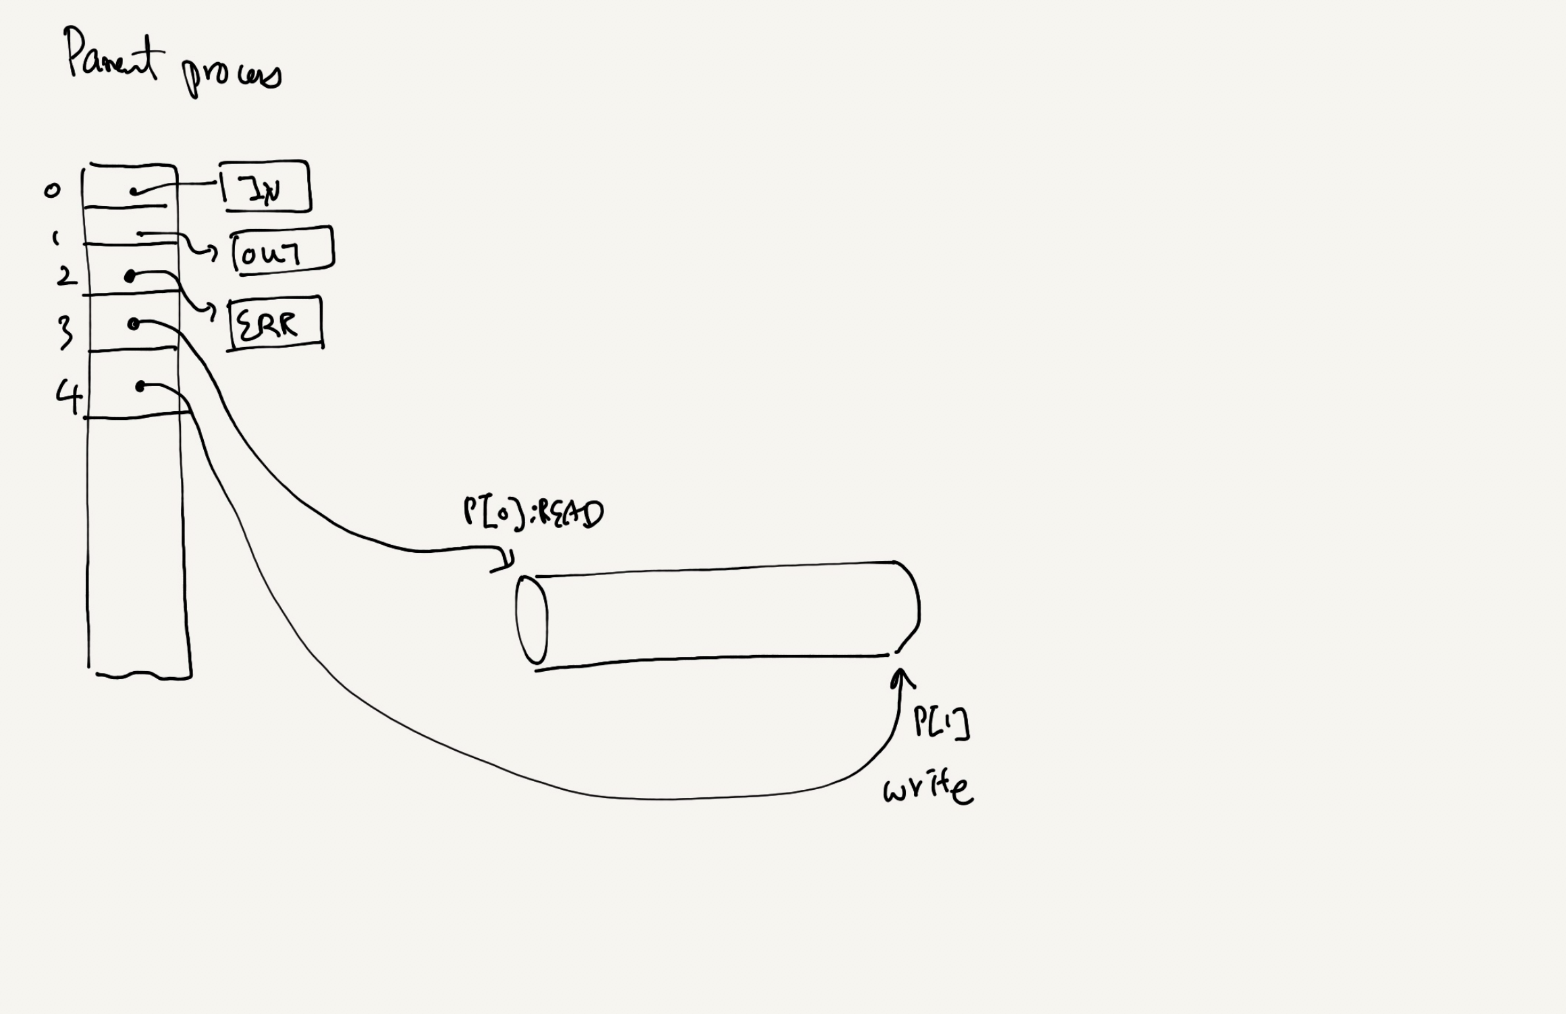 Parent process
0 IN
1 OUT
2 ERR
3
4
P[0]:READ
P[1]
write